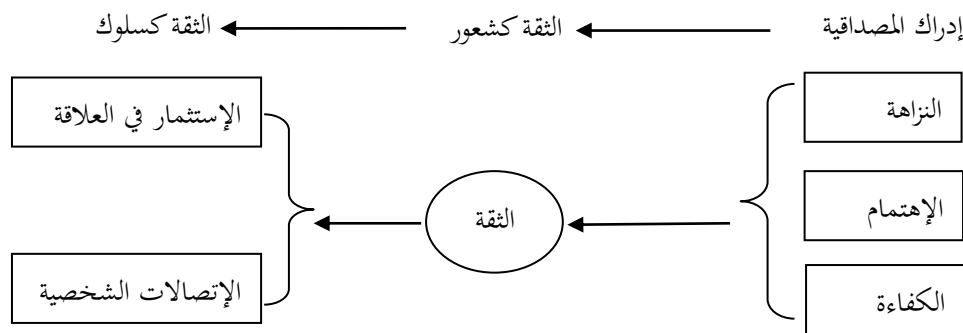 إدراك المصداقية
الثقة كشعور
الثقة كسلوك
النزاهة
الإهتمام
الكفاءة
الثقة
الإستثمار في العلاقة
الإتصالات الشخصية